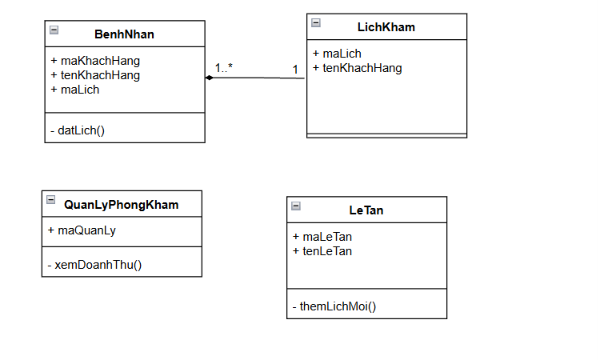 BenhNhan
+ maKhachHang
+ tenKhachHang
+ maLich
- datLich()
1..*
1
LichKham
+ maLich
+ tenKhachHang
QuanLyPhongKham
+ maQuanLy
- xemDoanhThu()
LeTan
+ maLeTan
+ tenLeTan
- themLichMoi()